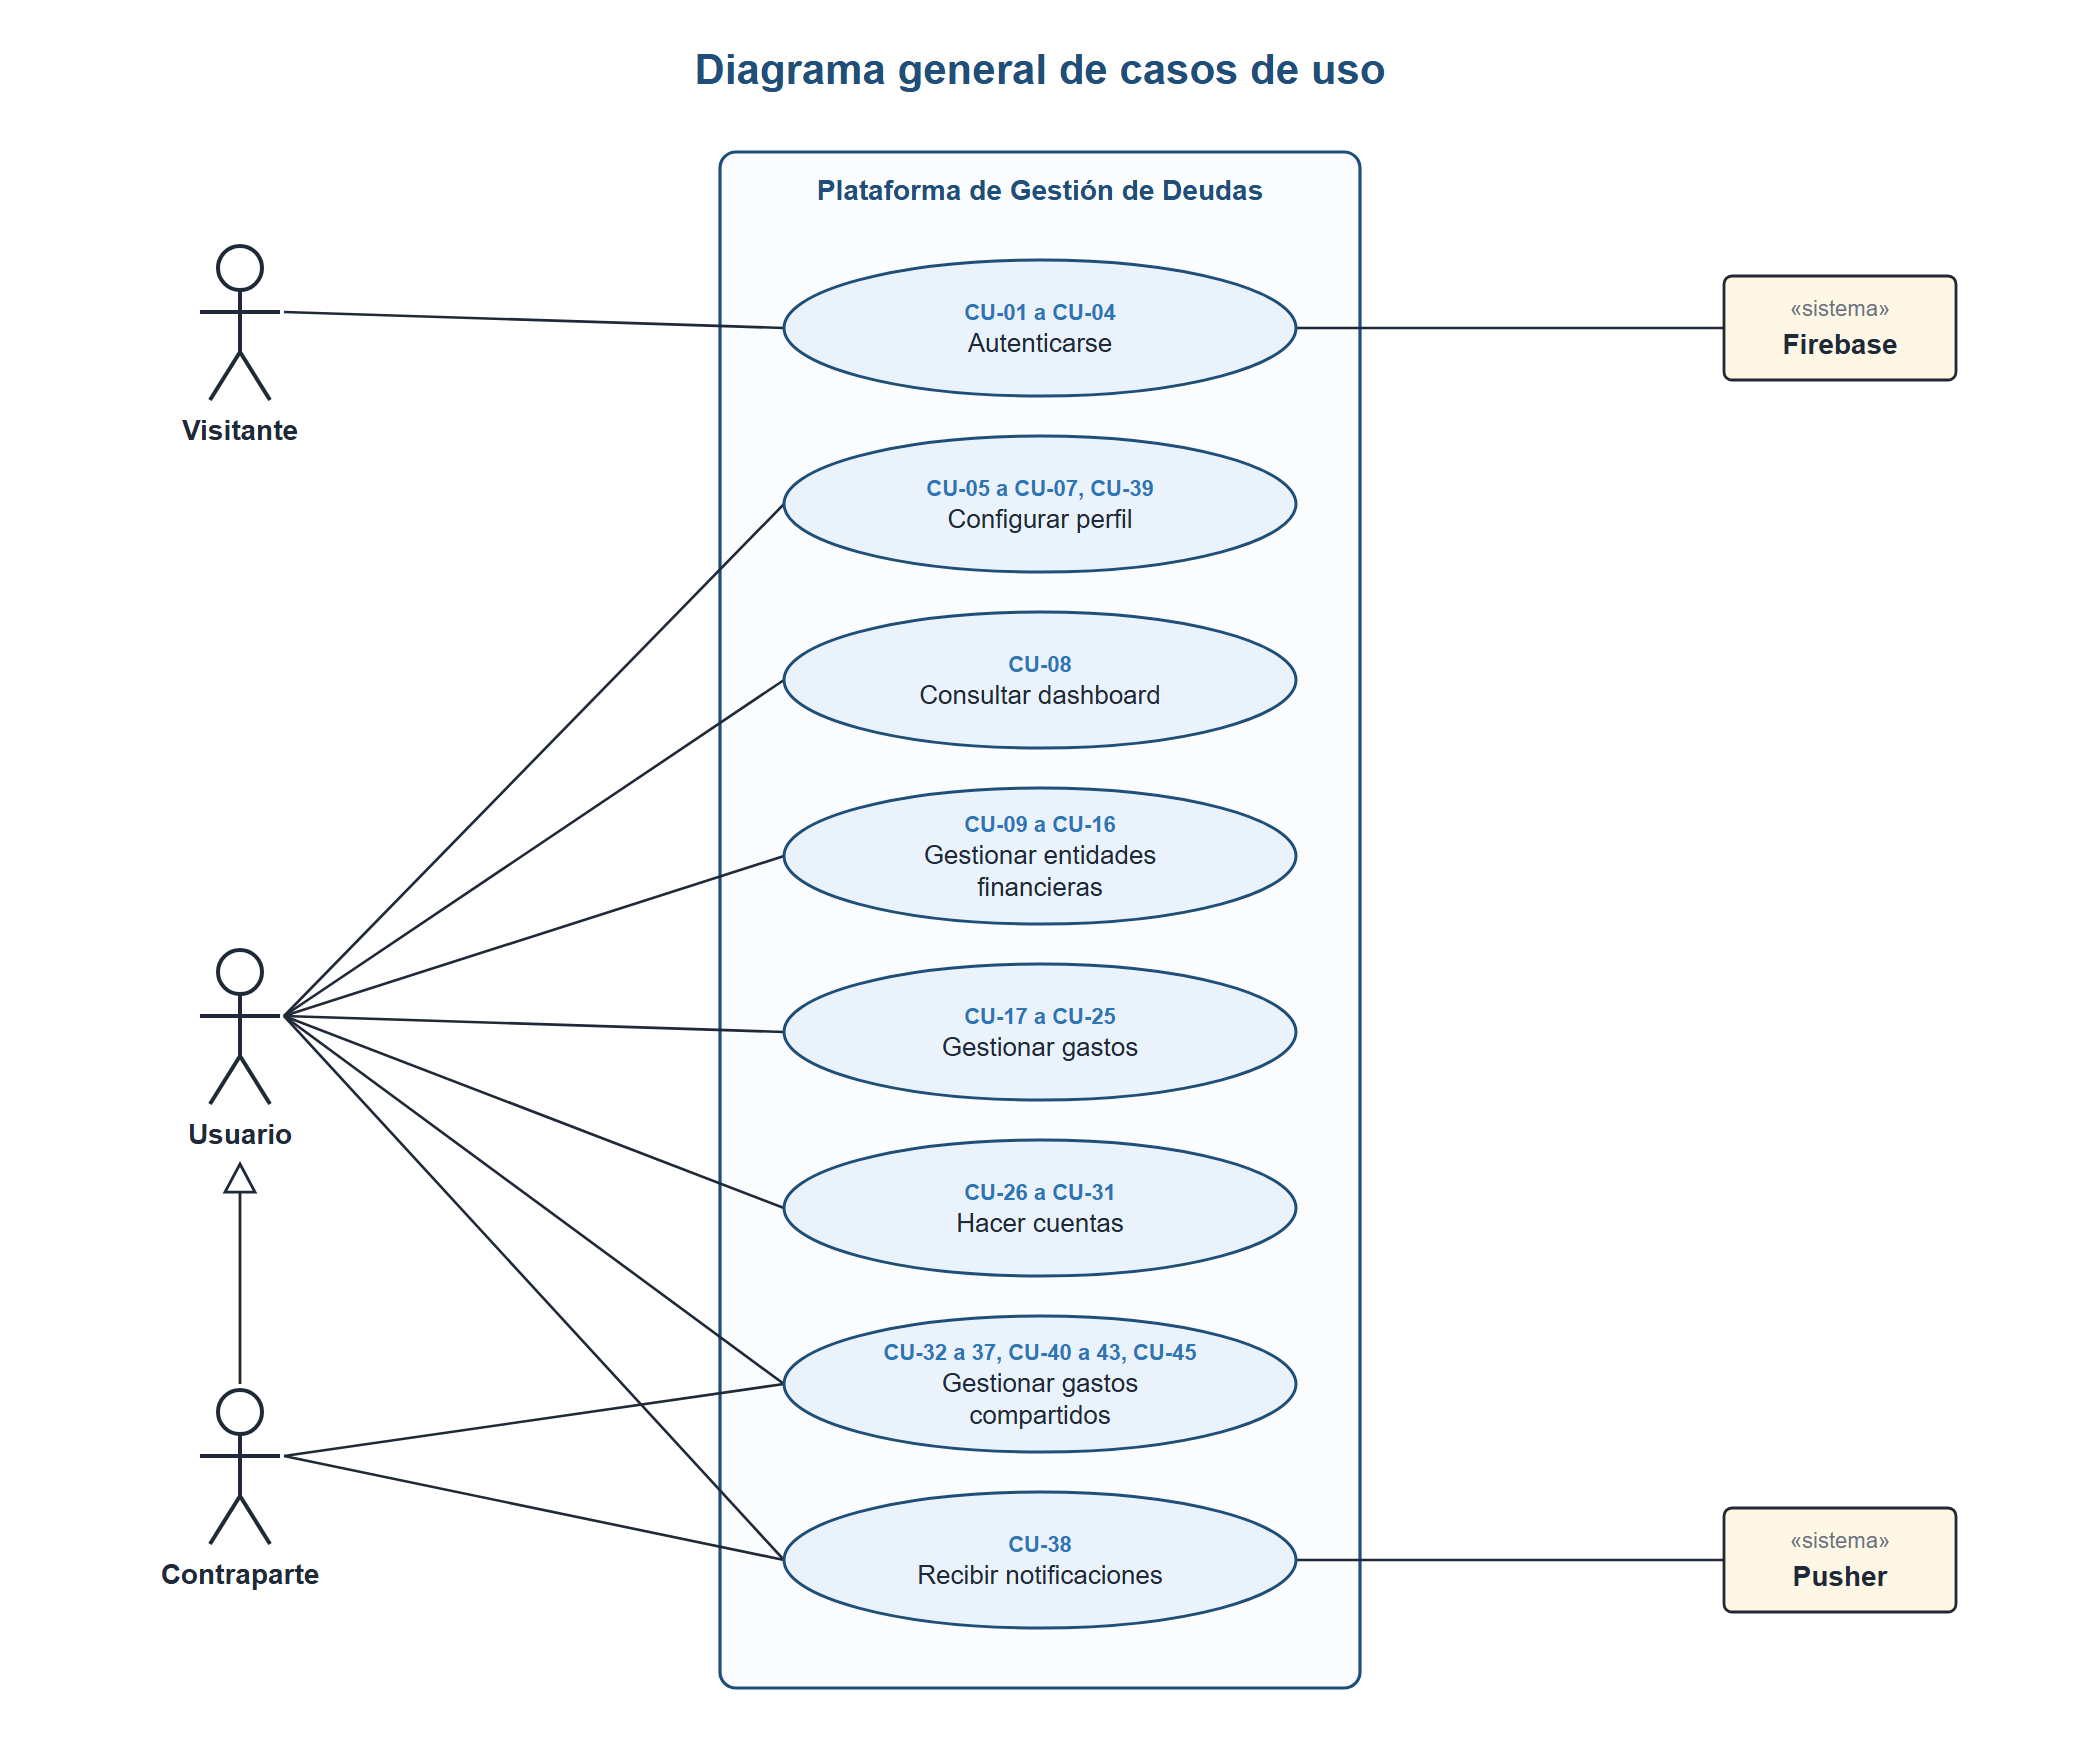 Diagrama general de casos de uso
Plataforma de Gestión de Deudas
Visitante
CU-01 a CU-04
Autenticarse
«sistema»
Firebase
CU-05 a CU-07, CU-39
Configurar perfil
CU-08
Consultar dashboard
CU-09 a CU-16
Gestionar entidades
financieras
Usuario
CU-17 a CU-25
Gestionar gastos
CU-26 a CU-31
Hacer cuentas
CU-32 a 37, CU-40 a 43, CU-45
Gestionar gastos
compartidos
Contraparte
CU-38
Recibir notificaciones
«sistema»
Pusher